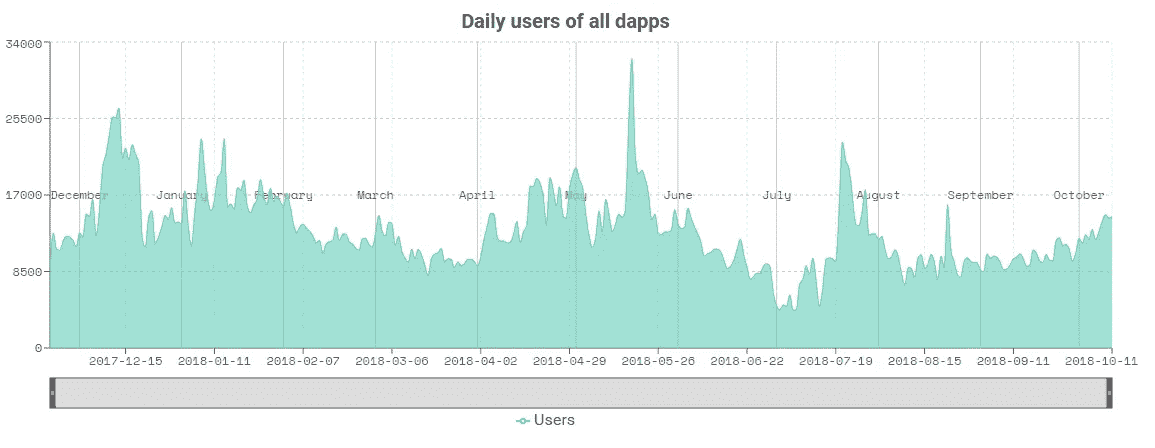 Daily users of all dapps
34000
25500
17000
December January February March April May June July August September October
8500
0
2017-12-15 2018-01-11 2018-02-07 2018-03-06 2018-04-02 2018-04-29 2018-05-26 2018-06-22 2018-07-19 2018-08-15 2018-09-11 2018-10-11
Users